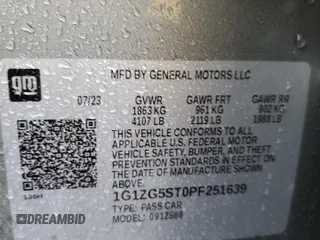 gm
MFD BY GENERAL MOTORS LLC
07/23 GVWR GAWR FRT GAWR RR
1863 KG 961 KG 902 KG
4107 LB 2119 LB 1988 LB
THIS VEHICLE CONFORMS TO ALL
APPLICABLE U.S. FEDERAL MOTOR
VEHICLE SAFETY, BUMPER, AND THEFT
PREVENTION STANDARDS IN EFFECT ON
THE DATE OF MANUFACTURE SHOWN ABOVE.
1G1ZG5ST0PF251639
TYPE: PASS CAR
MODEL: 091ZG69